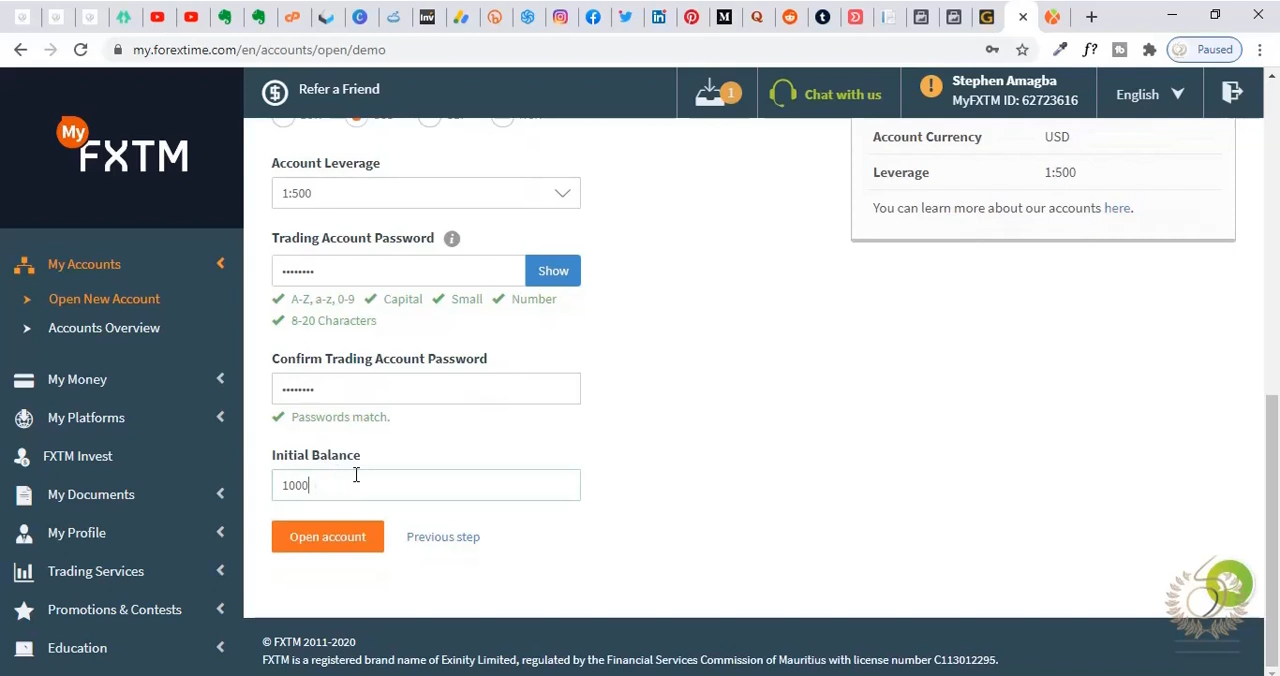 my.forextime.com/en/accounts/open/demo
Paused
My
FXTM
Refer a Friend
1
Chat with us
Stephen Amagba
MyFXTM ID: 62723616
English
Account Currency USD
Leverage 1:500
You can learn more about our accounts here.
My Accounts
Open New Account
Accounts Overview
My Money
My Platforms
FXTM Invest
My Documents
My Profile
Trading Services
Promotions & Contests
Education
Account Leverage
1:500
Trading Account Password
Show
A-Z, a-z, 0-9 Capital Small Number
8-20 Characters
Confirm Trading Account Password
Passwords match.
Initial Balance
1000
Open account Previous step
© FXTM 2011-2020
FXTM is a registered brand name of Exinity Limited, regulated by the Financial Services Commission of Mauritius with license number C113012295.